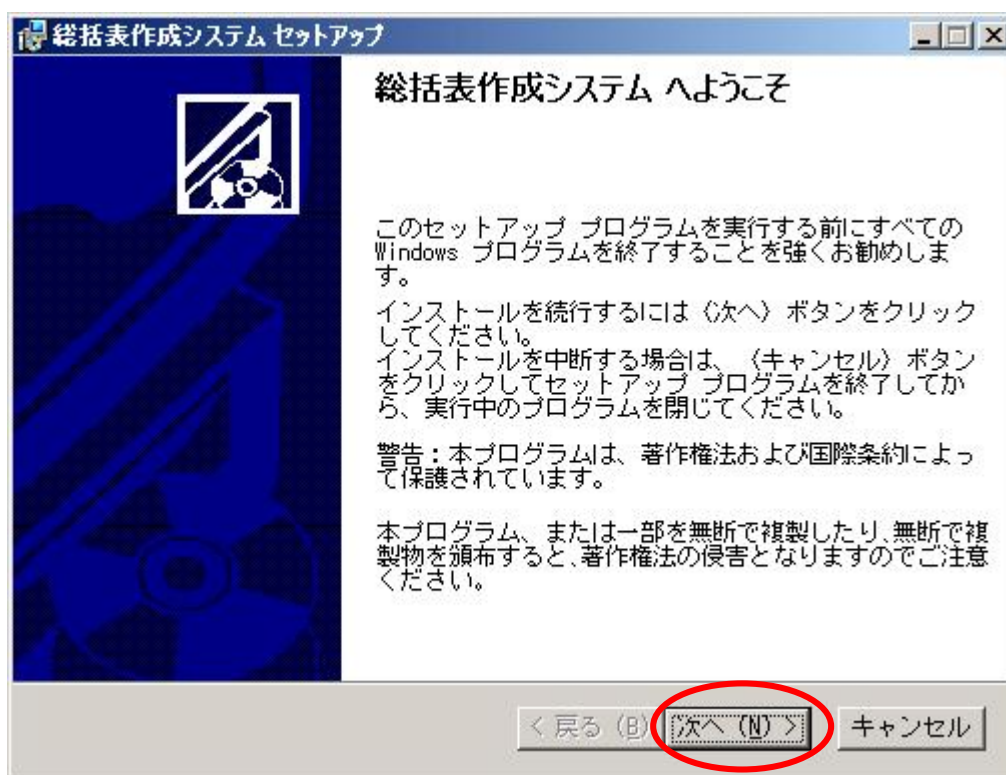 総括表作成システム セットアップ
総括表作成システム へようこそ
このセットアップ プログラムを実行する前にすべての
Windows プログラムを終了することを強くお勧めしま
す。
インストールを続行するには〈次へ〉ボタンをクリック
してください。
インストールを中断する場合は、〈キャンセル〉ボタン
をクリックしてセットアップ プログラムを終了してか
ら、実行中のプログラムを閉じてください。
警告：本プログラムは、著作権法および国際条約によっ
て保護されています。
本プログラム、または一部を無断で複製したり、無断で複
製物を頒布すると、著作権法の侵害となりますのでご注意
ください。
< 戻る (B) 次へ (N) > キャンセル